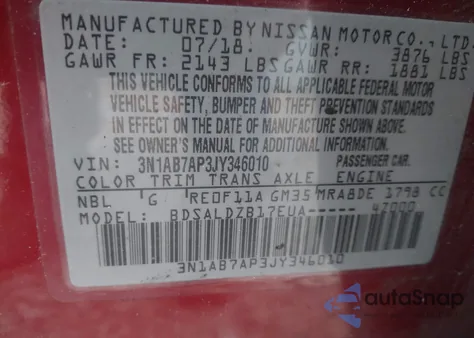 MANUFACTURED BY NISSAN MOTOR CO., LTD.
DATE: 07/18. GVWR: 3876 LBS
GAWR FR: 2143 LBS GAWR RR: 1881 LBS
THIS VEHICLE CONFORMS TO ALL APPLICABLE FEDERAL MOTOR
VEHICLE SAFETY, BUMPER AND THEFT PREVENTION STANDARDS
IN EFFECT ON THE DATE OF MANUFACTURE SHOWN ABOVE.
SEE OWNER'S MANUAL FOR ADDITIONAL INFORMATION.
VIN: 3N1AB7AP3JY346010 PASSENGER CAR.
COLOR TRIM TRANS AXLE ENGINE
NBL G RE0F11A GM35 MRA8DE 1798 CC
BDSALDZB17EUA 42000
3N1AB7AP3JY346010
autoSnap